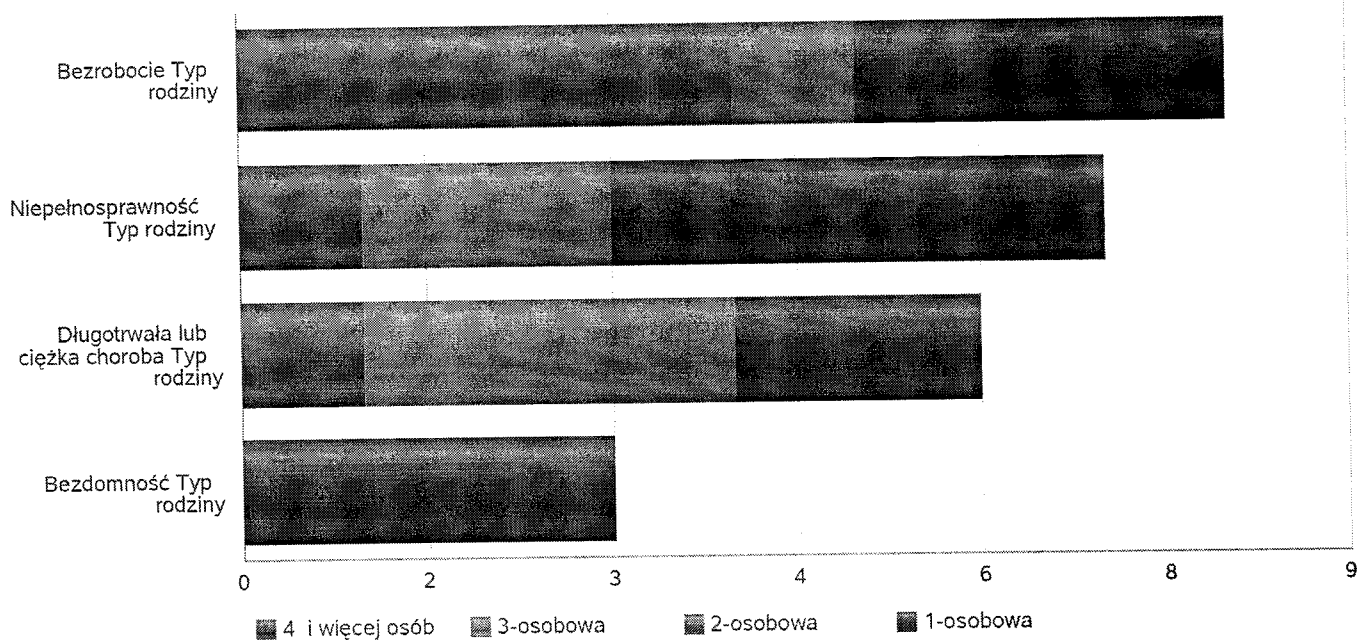 Bezrobocie Typ
rodziny
Niepełnosprawność
Typ rodziny
Długotrwała lub
ciężka choroba Typ
rodziny
Bezdomność Typ
rodziny
0 2 3 4 6 8 9
4 i więcej osób 3-osobowa 2-osobowa 1-osobowa